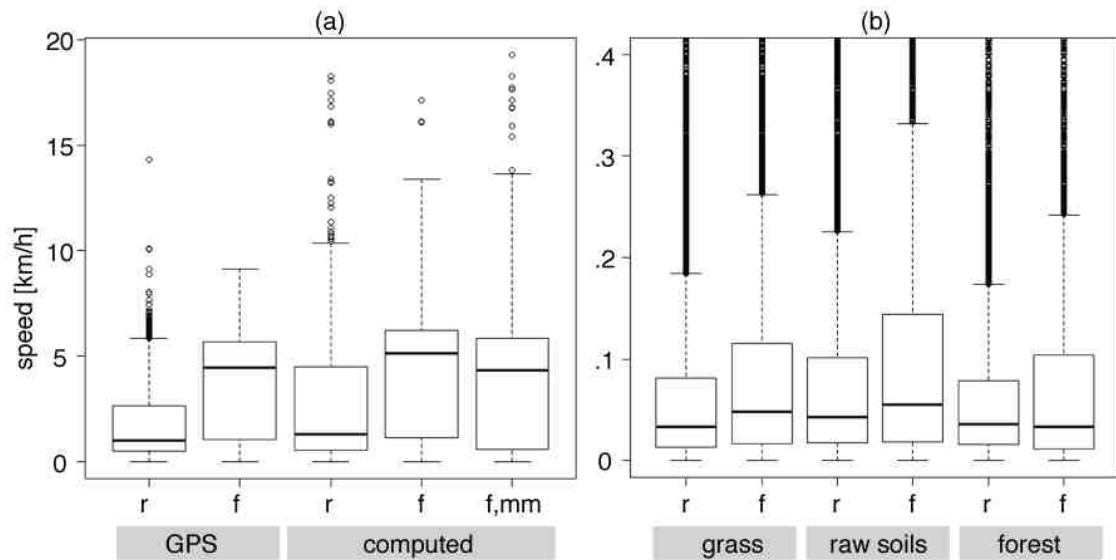 (a)
(b)
speed [km/h]
20
15
10
5
0
.4
.3
.2
.1
0
r f r f f,mm
r f r f r f
GPS computed
grass raw soils forest